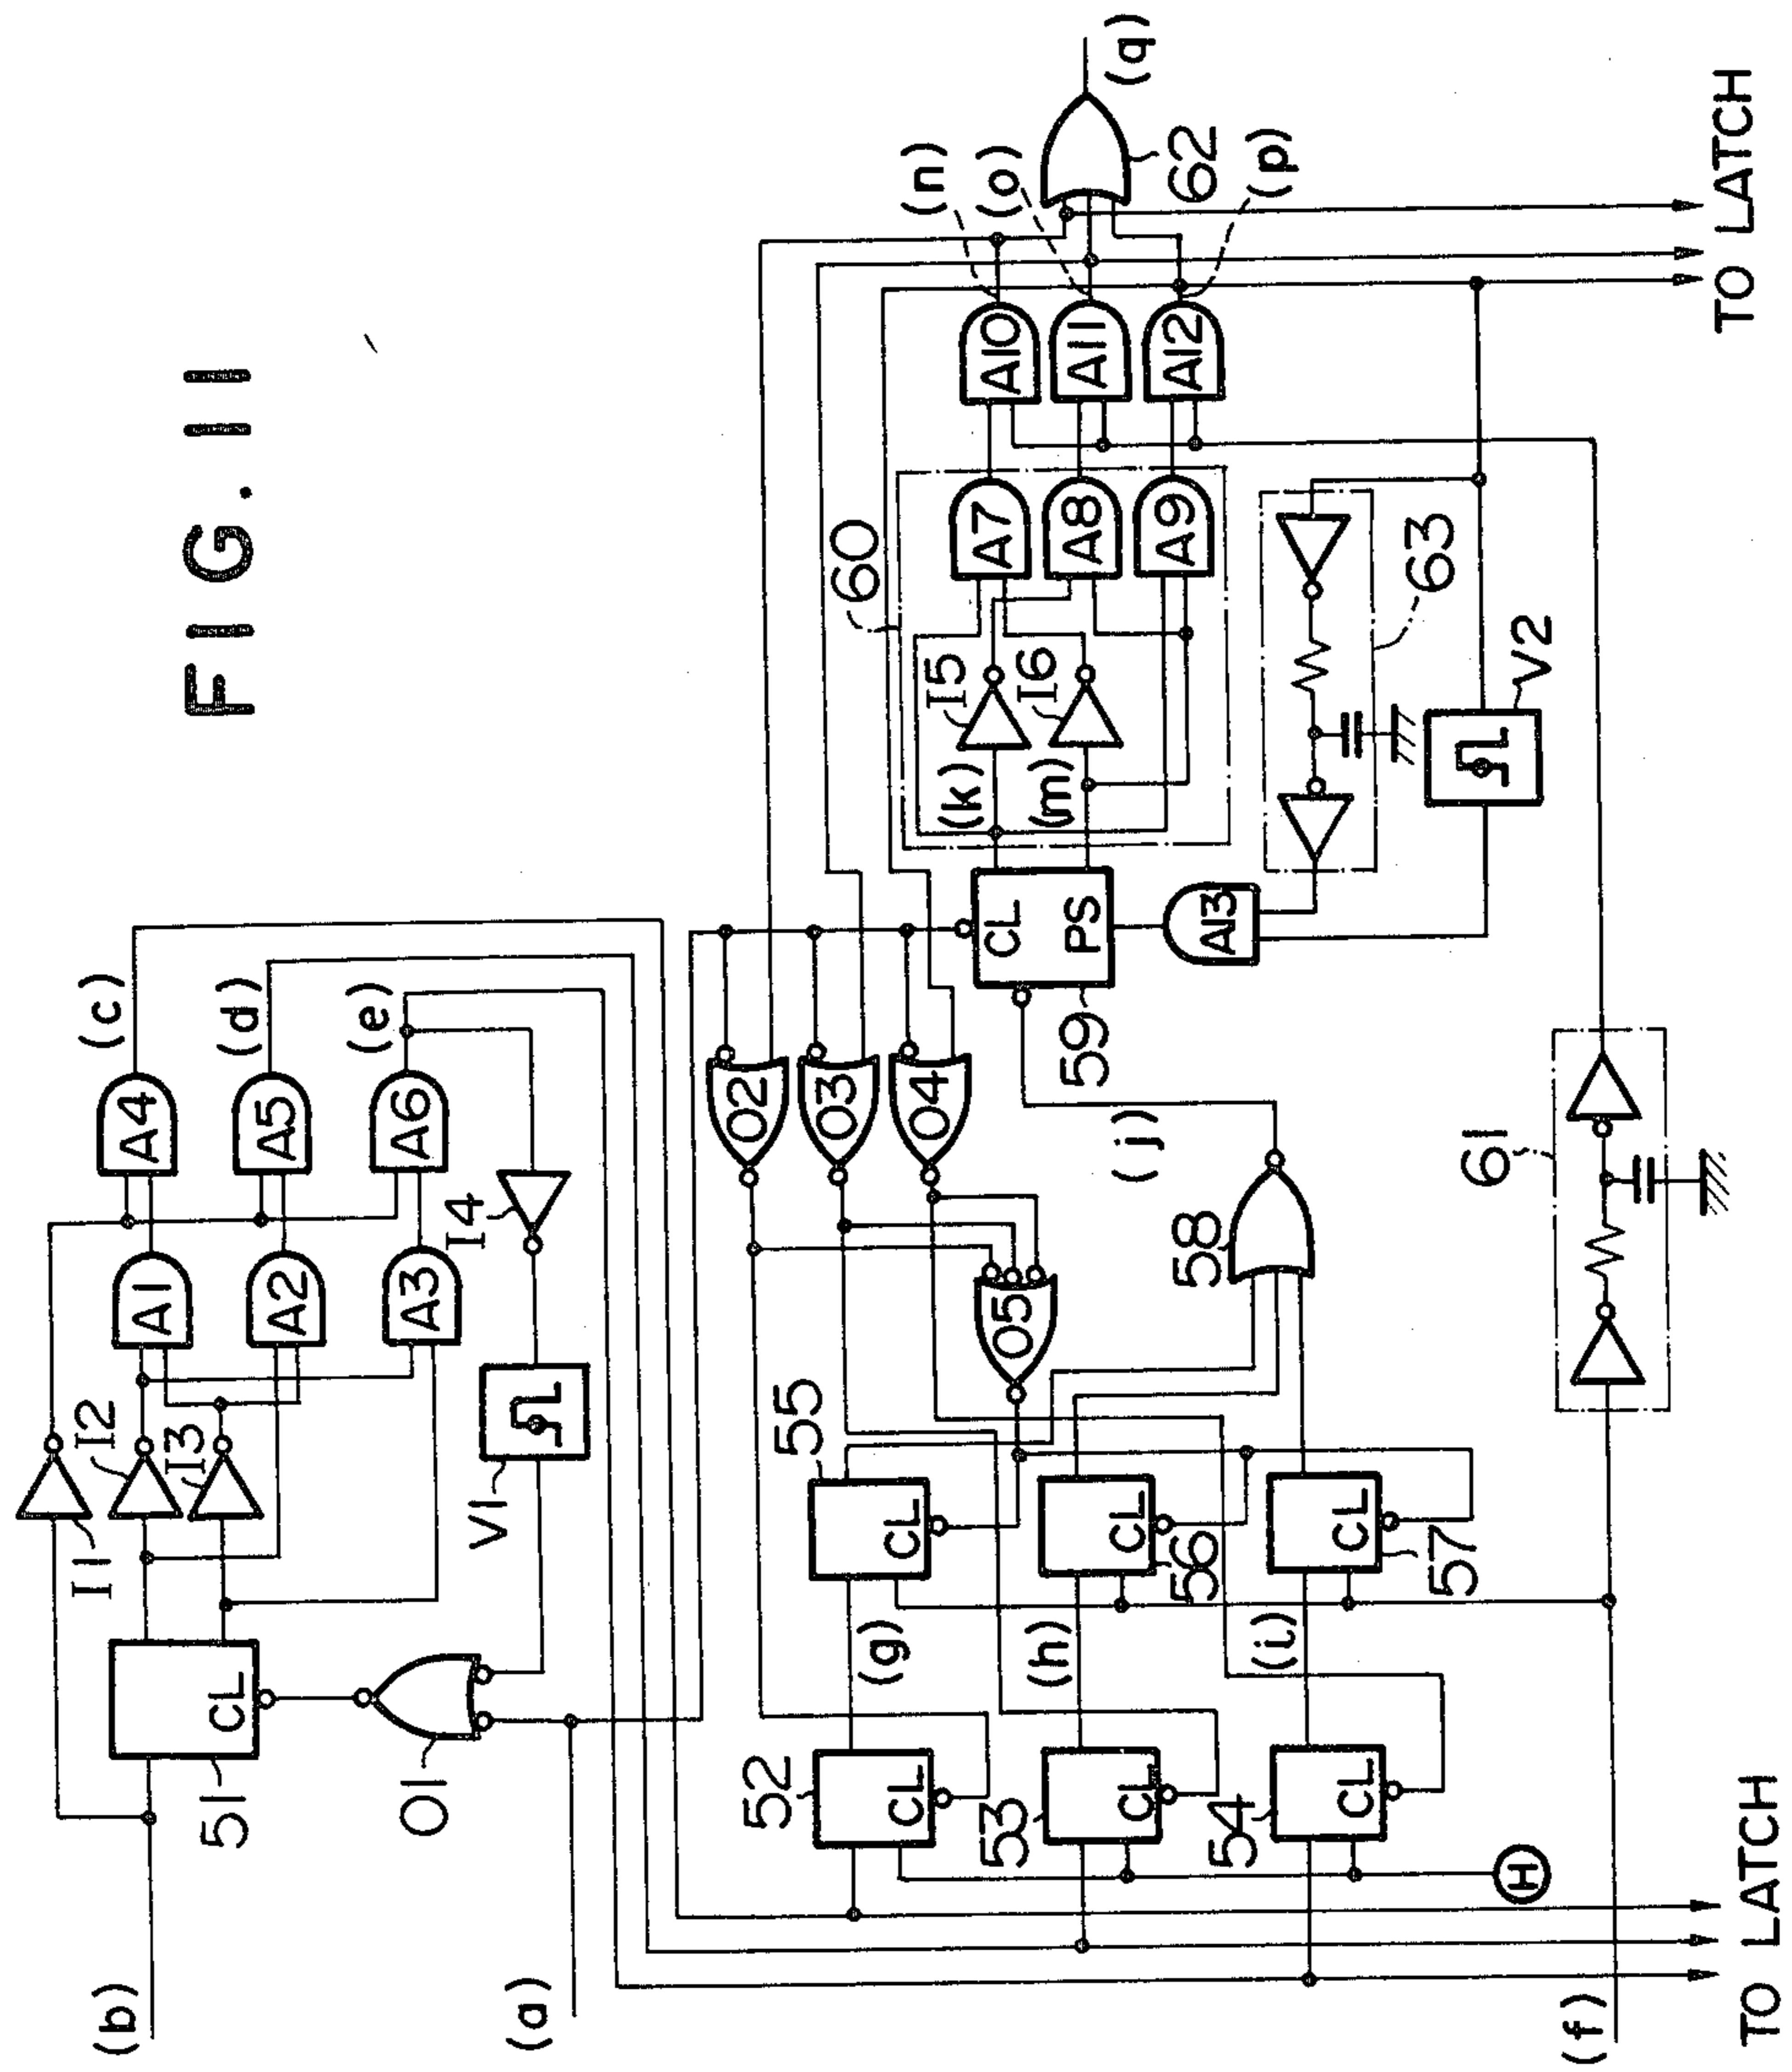 FIG. 11
(b)
51
CL
I1
I2
I3
A1
A2
A3
A4
A5
A6
(c)
(d)
(e)
I4
V1
O1
(a)
52
CL
53
CL
54
CL
H
(g)
(h)
(i)
55
CL
56
CL
57
CL
O2
O3
O4
O5
58
(j)
59
CL
PS
(k)
(m)
I5
I6
60
A7
A8
A9
A10
A11
A12
(n)
(o)
(p)
62
(q)
A13
63
V2
61
(f)
TO LATCH
TO LATCH